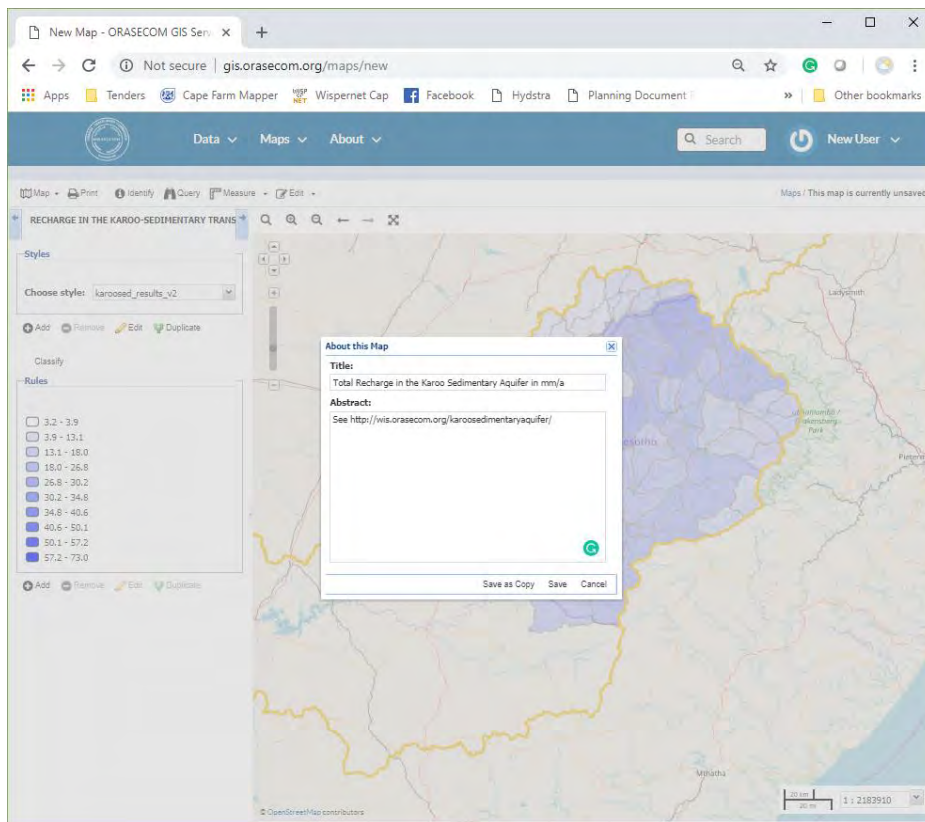 New Map - ORASECOM GIS Serv
Not secure | gis.orasecom.org/maps/new
Apps Tenders Cape Farm Mapper Wispernet Cap Facebook Hydstra Planning Document » Other bookmarks
Data Maps About Search New User
Map Print Identify Query Measure Edit Maps / This map is currently unsaved
RECHARGE IN THE KAROO-SEDIMENTARY TRANS
Styles
Choose style: karoosed_results_v2
Add Remove Edit Duplicate
Classify
Rules
3.2 - 3.9
3.9 - 13.1
13.1 - 18.0
18.0 - 26.8
26.8 - 30.2
30.2 - 34.8
34.8 - 40.6
40.6 - 50.1
50.1 - 57.2
57.2 - 73.0
Add Remove Edit Duplicate
About this Map
Title:
Total Recharge in the Karoo Sedimentary Aquifer in mm/a
Abstract:
See http://wis.orasecom.org/karoosedimentaryaquifer/
Save as Copy Save Cancel
Ladysmith
Park
Mthatha
20 km
20 mi
1 : 2183910
© OpenStreetMap contributors